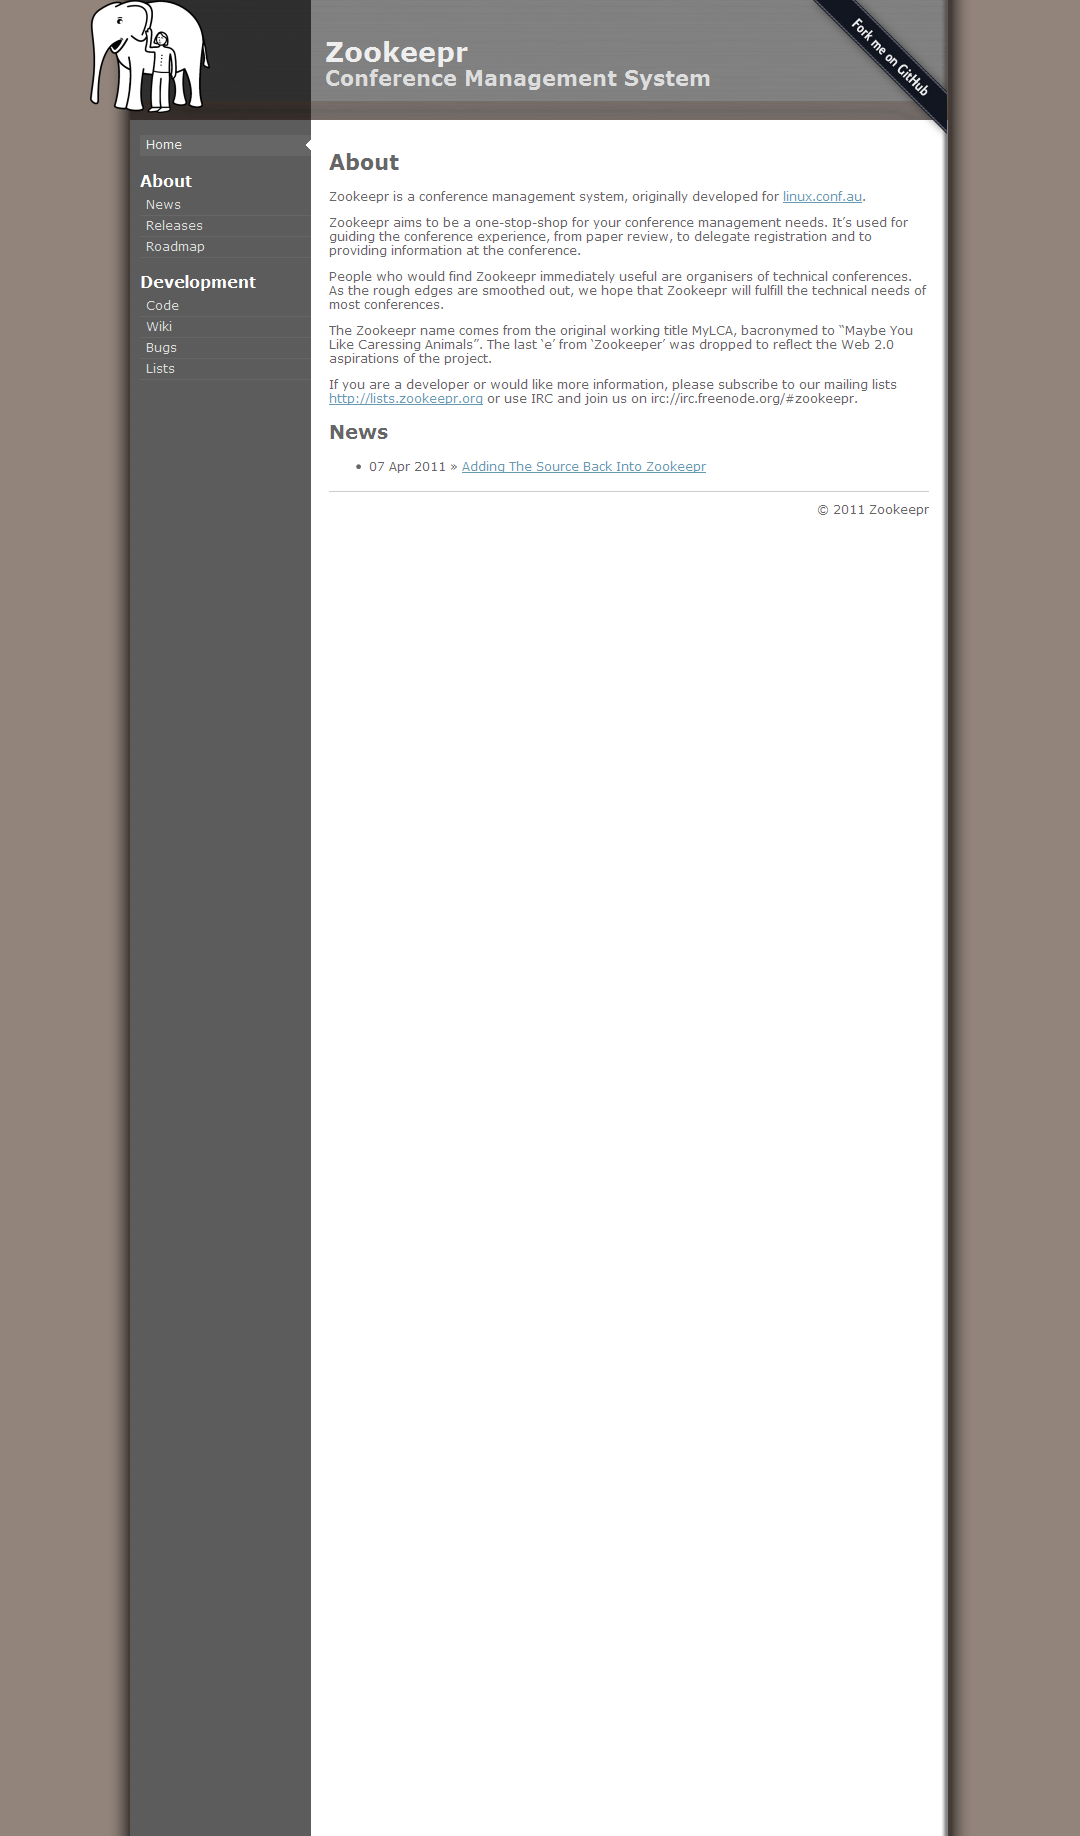 Zookeepr
Conference Management System
Fork me on GitHub
Home
About
News
Releases
Roadmap
Development
Code
Wiki
Bugs
Lists
About
Zookeepr is a conference management system, originally developed for linux.conf.au.
Zookeepr aims to be a one-stop-shop for your conference management needs. It’s used for
guiding the conference experience, from paper review, to delegate registration and to
providing information at the conference.
People who would find Zookeepr immediately useful are organisers of technical conferences.
As the rough edges are smoothed out, we hope that Zookeepr will fulfill the technical needs of
most conferences.
The Zookeepr name comes from the original working title MyLCA, bacronymed to “Maybe You
Like Caressing Animals”. The last ‘e’ from ‘Zookeeper’ was dropped to reflect the Web 2.0
aspirations of the project.
If you are a developer or would like more information, please subscribe to our mailing lists
http://lists.zookeepr.org or use IRC and join us on irc://irc.freenode.org/#zookeepr.
News
• 07 Apr 2011 » Adding The Source Back Into Zookeepr
© 2011 Zookeepr